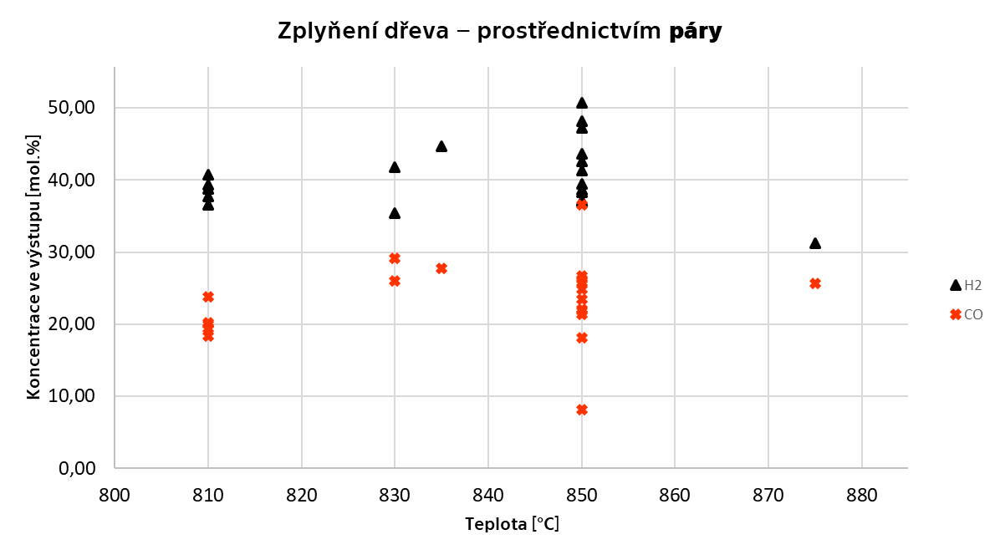 Zplyňení dřeva – prostřednictvím páry
Koncentrace ve výstupu [mol.%]
50,00
40,00
30,00
20,00
10,00
0,00
800 810 820 830 840 850 860 870 880
Teplota [°C]
H2
CO